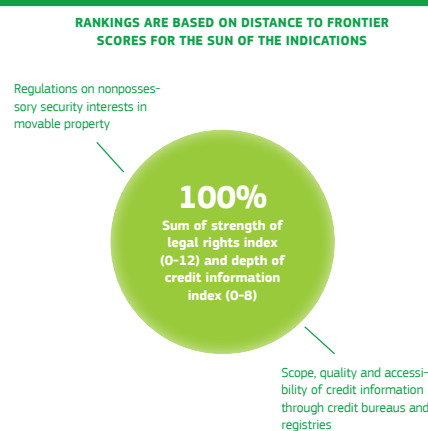 RANKINGS ARE BASED ON DISTANCE TO FRONTIER
SCORES FOR THE SUN OF THE INDICATIONS
Regulations on nonposses-
sory security interests in
movable property
100%
Sum of strength of
legal rights index
(0-12) and depth of
credit information
index (0-8)
Scope, quality and accessi-
bility of credit information
through credit bureaus and
registries